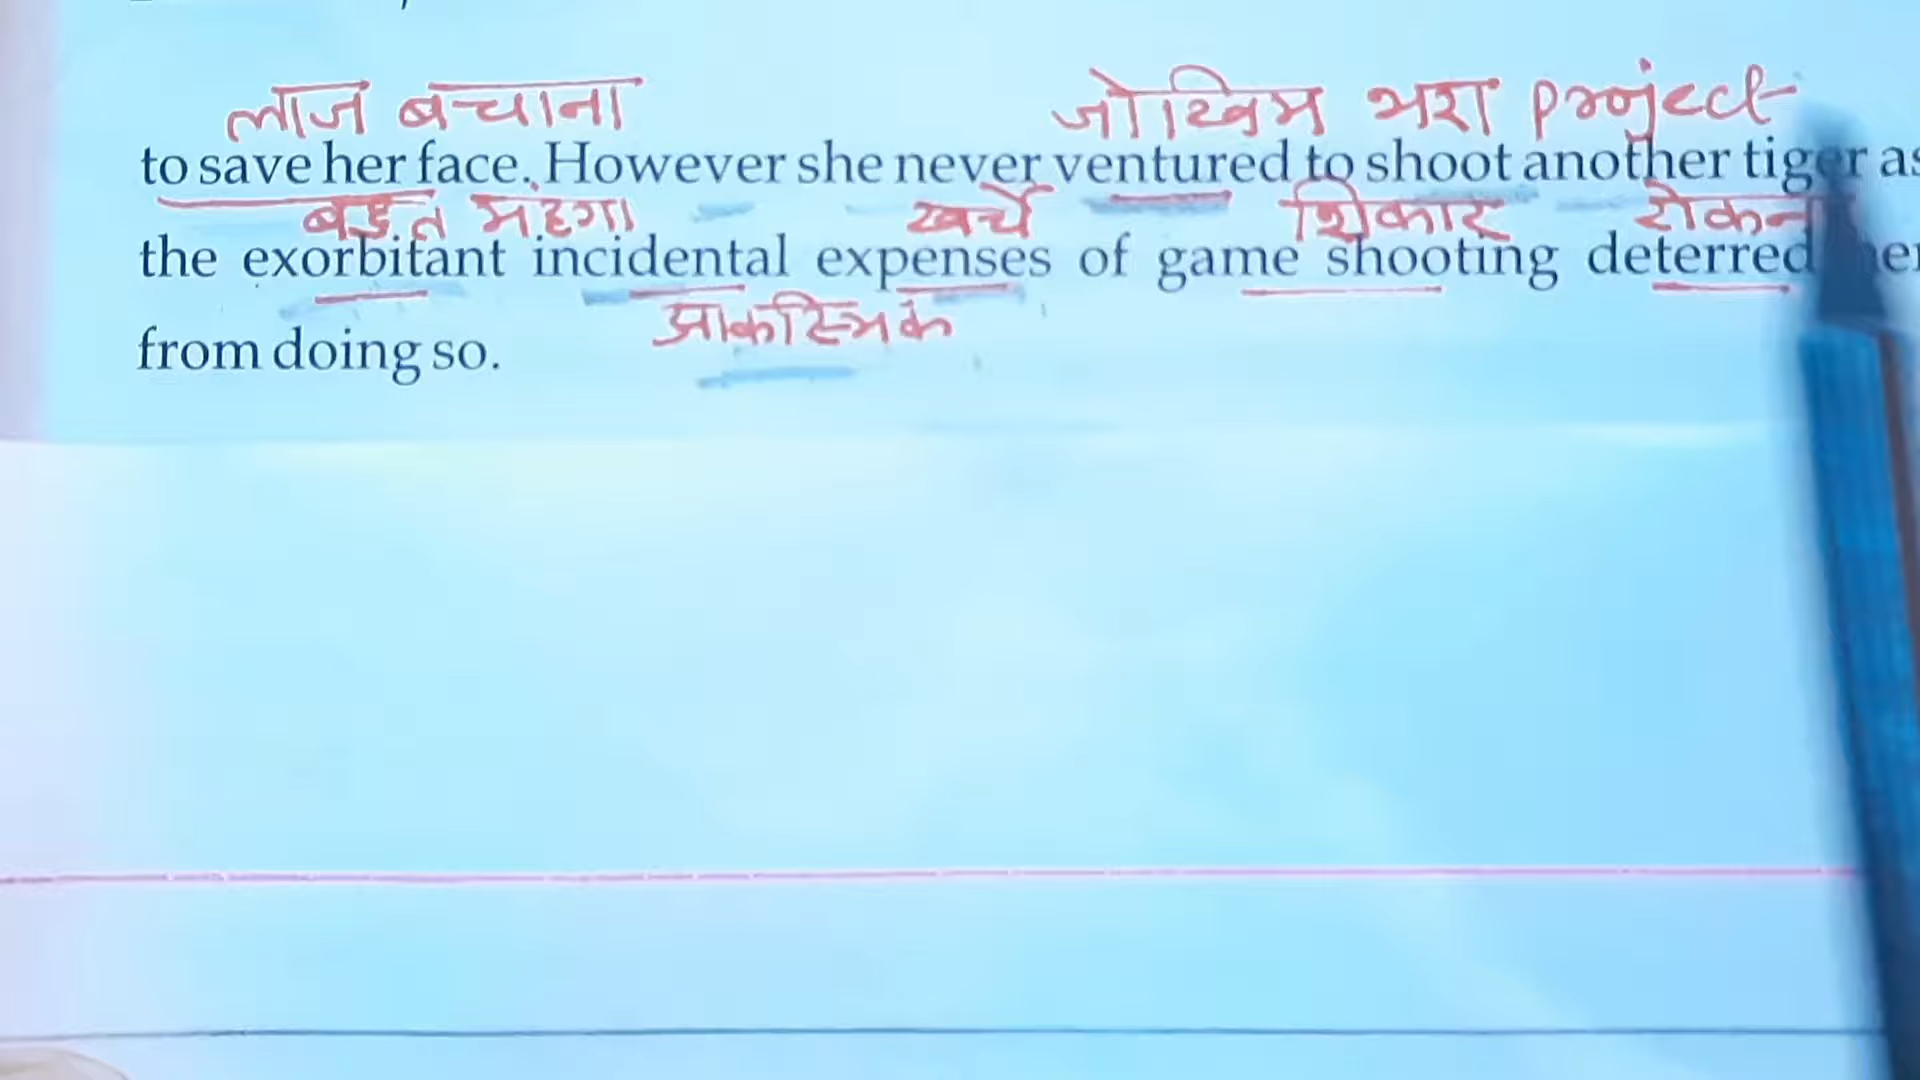 लाज बचाना जोखिम भरा project
to save her face. However she never ventured to shoot another tiger as
बहुत महंगा खर्चे शिकार रोकना
the exorbitant incidental expenses of game shooting deterred
आकस्मिक
from doing so.